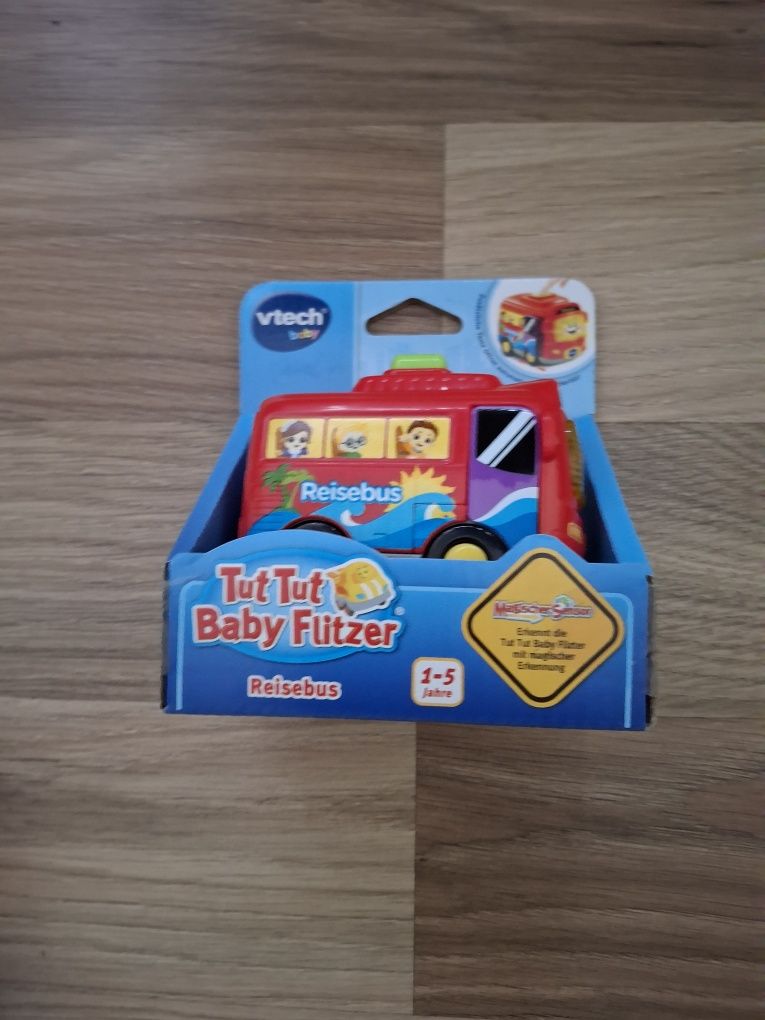 vtech
baby
Reisebus
Tut Tut
Baby Flitzer®
Reisebus
1-5
Jahre
Magischer Sensor
Erkennt die
Tut Tut Baby Flitzer
mit magischer
Erkennung